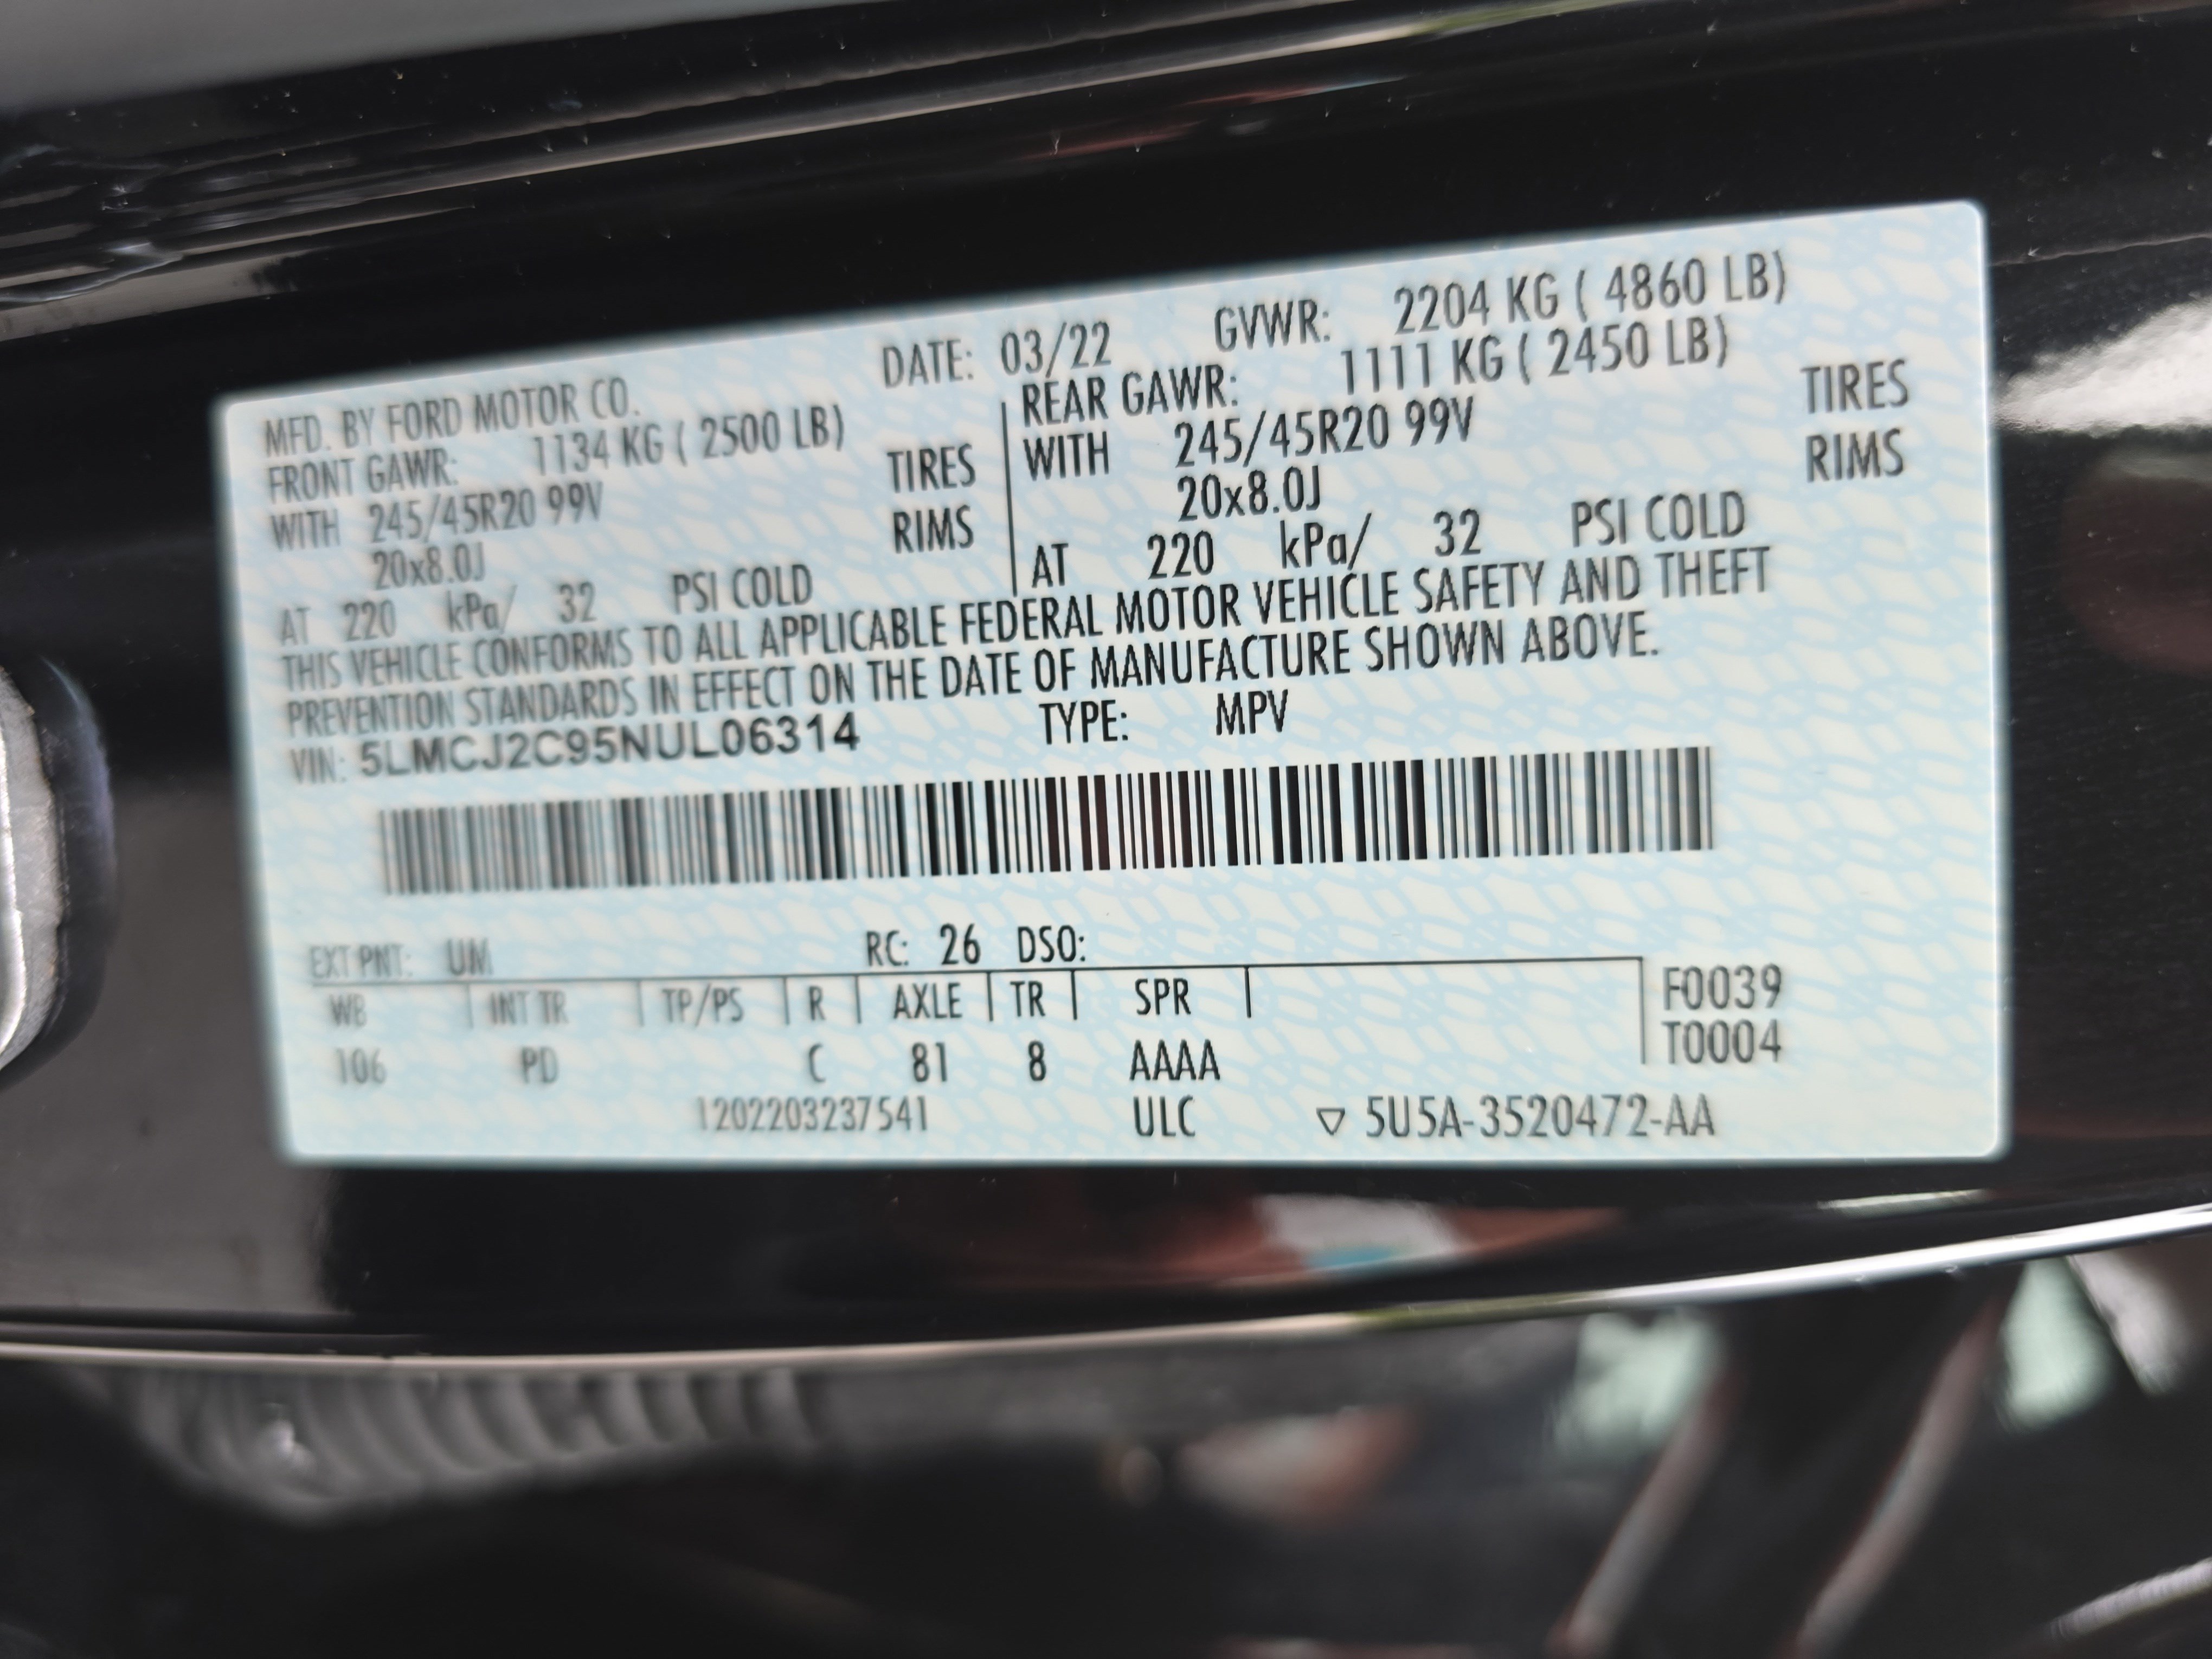 MFD. BY FORD MOTOR CO. DATE: 03/22 GVWR: 2204 KG ( 4860 LB)
FRONT GAWR: 1134 KG ( 2500 LB) REAR GAWR: 1111 KG ( 2450 LB)
WITH 245/45R20 99V TIRES WITH 245/45R20 99V TIRES
20x8.0J RIMS 20x8.0J RIMS
AT 220 kPa/ 32 PSI COLD AT 220 kPa/ 32 PSI COLD
THIS VEHICLE CONFORMS TO ALL APPLICABLE FEDERAL MOTOR VEHICLE SAFETY AND THEFT
PREVENTION STANDARDS IN EFFECT ON THE DATE OF MANUFACTURE SHOWN ABOVE.
VIN: 5LMCJ2C95NUL06314 TYPE: MPV
EXT PNT: UM RC: 26 DSO:
WB INT TR TP/PS R AXLE TR SPR F0039
T0004
106 PD C 81 8 AAAA
1202203237541 ULC ▽ 5U5A-3520472-AA